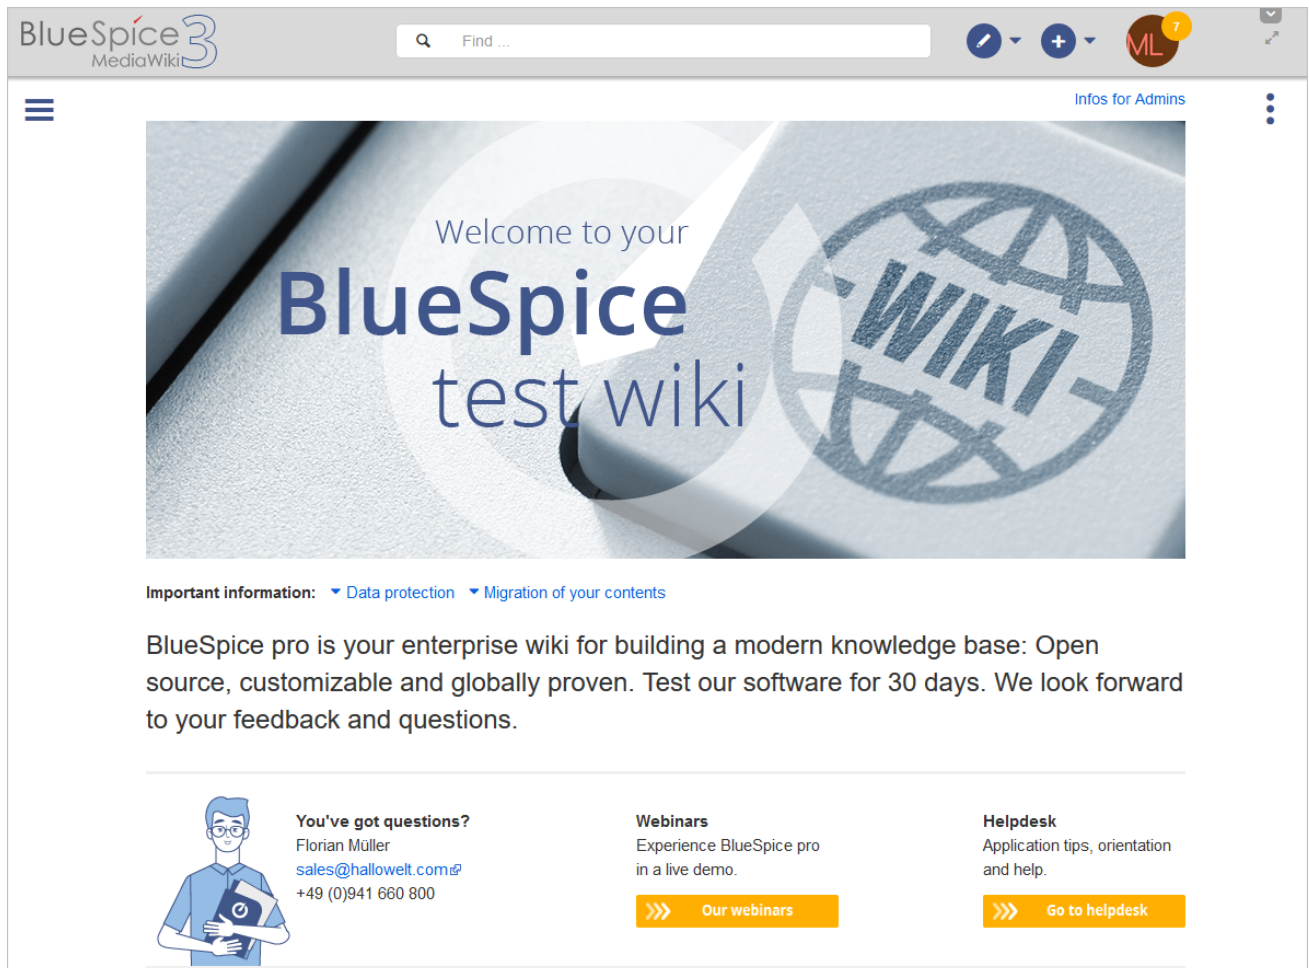 BlueSpice 3
MediaWiki
Find ...
ML
7
Infos for Admins
Welcome to your
BlueSpice
test wiki
WIKI
Important information: Data protection Migration of your contents
BlueSpice pro is your enterprise wiki for building a modern knowledge base: Open
source, customizable and globally proven. Test our software for 30 days. We look forward
to your feedback and questions.
You've got questions?
Florian Müller
sales@hallowelt.com
+49 (0)941 660 800
Webinars
Experience BlueSpice pro
in a live demo.
Our webinars
Helpdesk
Application tips, orientation
and help.
Go to helpdesk